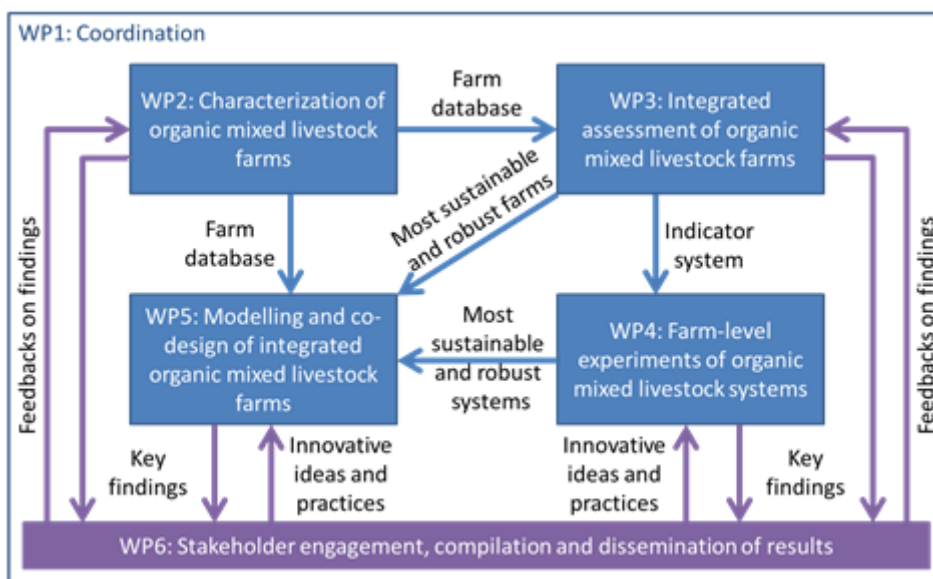 WP1: Coordination
WP2: Characterization of
organic mixed livestock
farms
Farm
database
WP3: Integrated
assessment of organic
mixed livestock farms
Most sustainable
and robust farms
Farm
database
Indicator
system
Feedbacks on findings
Feedbacks on findings
WP5: Modelling and co-
design of integrated
organic mixed livestock
farms
Most
sustainable
and robust
systems
WP4: Farm-level
experiments of organic
mixed livestock systems
Key
findings
Innovative
ideas and
practices
Innovative
ideas and
practices
Key
findings
WP6: Stakeholder engagement, compilation and dissemination of results